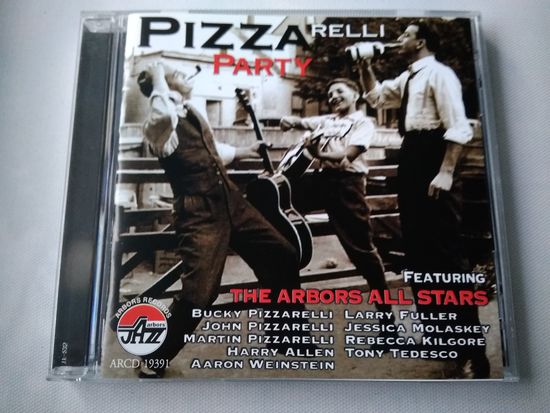 PIZZARELLI
PARTY
FEATURING
THE ARBORS ALL STARS
BUCKY PIZZARELLI LARRY FULLER
JOHN PIZZARELLI JESSICA MOLASKEY
MARTIN PIZZARELLI REBECCA KILGORE
HARRY ALLEN TONY TEDESCO
AARON WEINSTEIN
ARBORS RECORDS
arbors
JAZZ
ARCD 19391